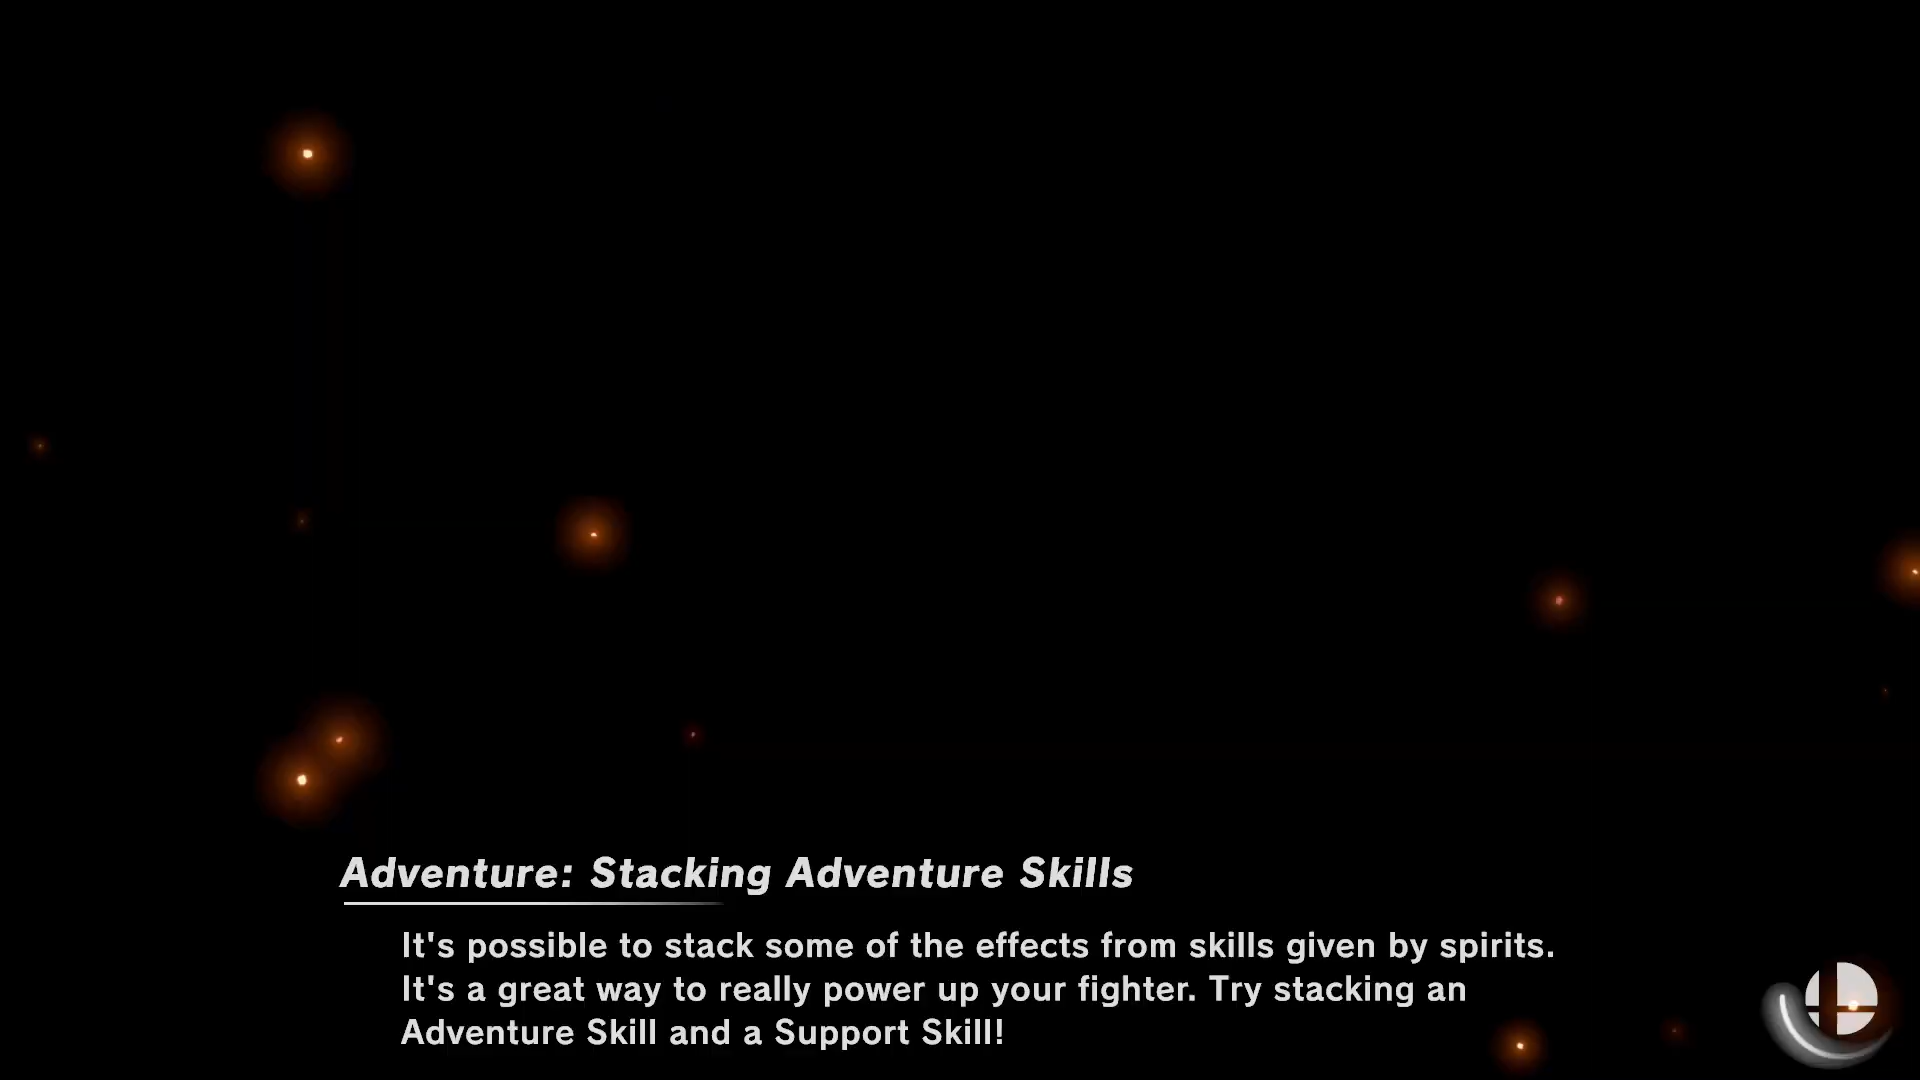 Adventure: Stacking Adventure Skills
It's possible to stack some of the effects from skills given by spirits.
It's a great way to really power up your fighter. Try stacking an
Adventure Skill and a Support Skill!